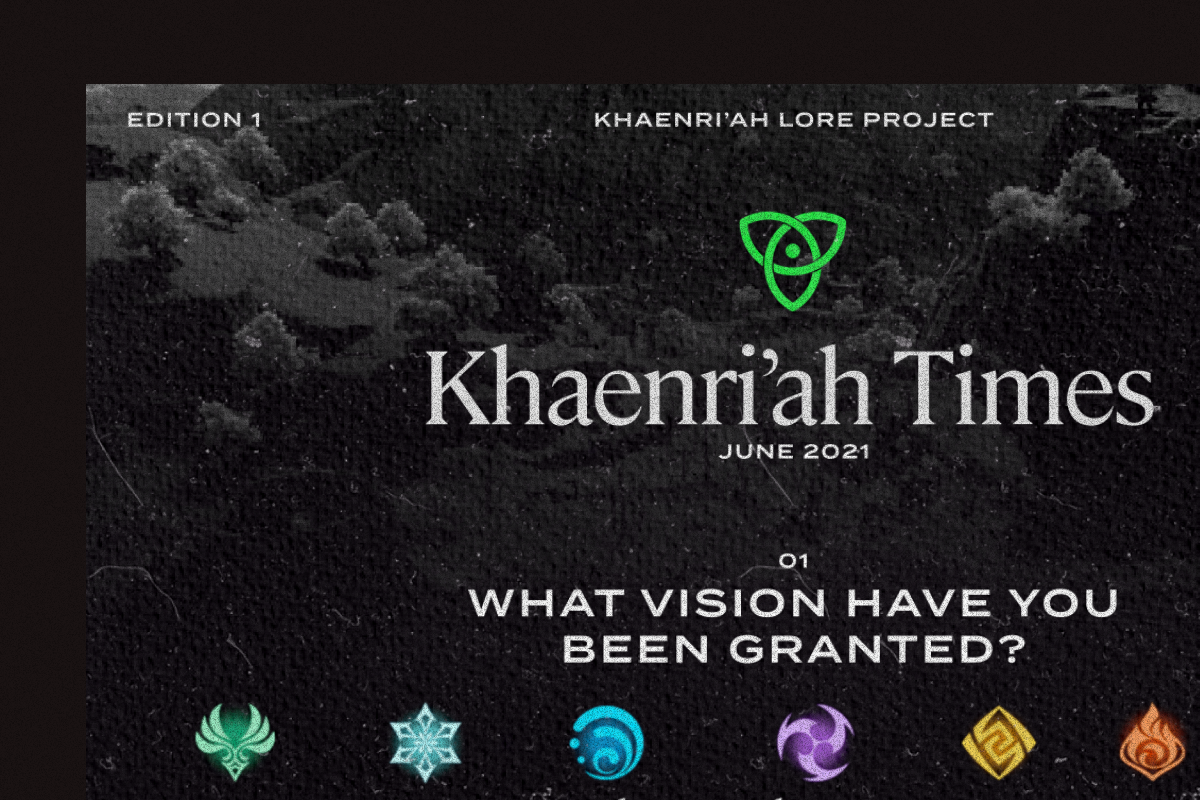 EDITION 1
KHAENRI’AH LORE PROJECT
Khaenri’ah Times
JUNE 2021
01
WHAT VISION HAVE YOU
BEEN GRANTED?